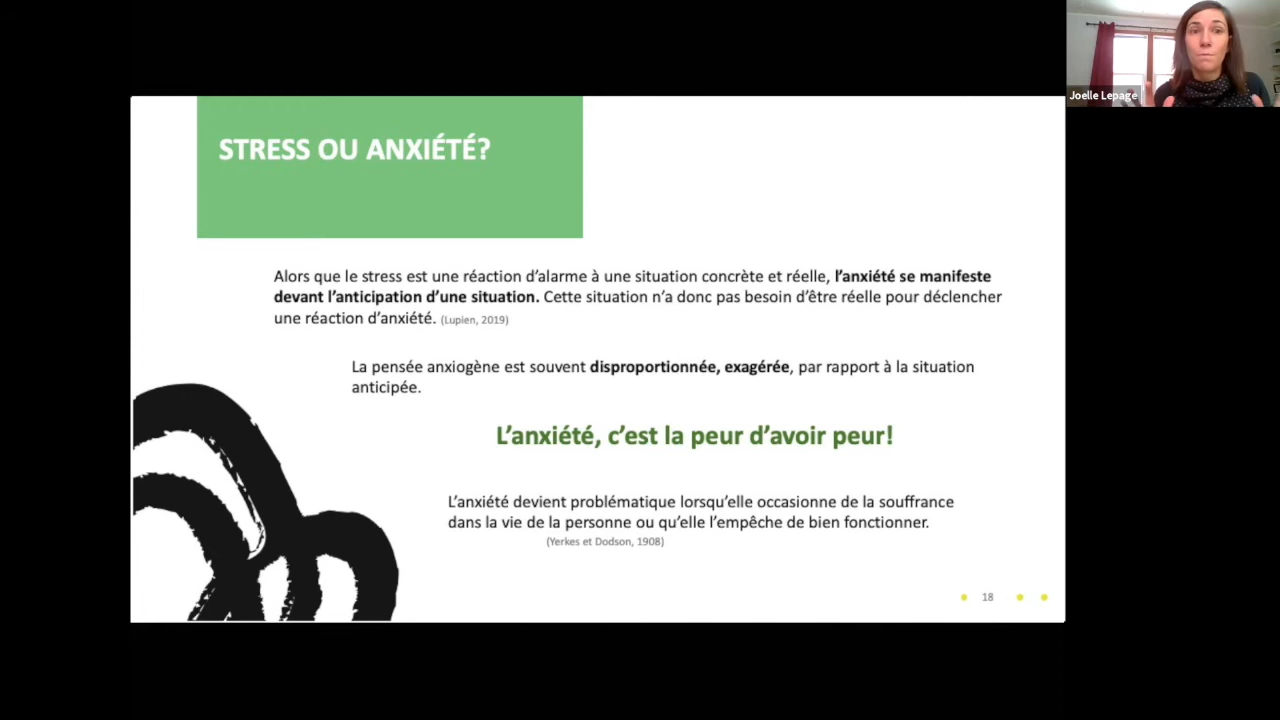 Joelle Lepage
STRESS OU ANXIÉTÉ?
Alors que le stress est une réaction d'alarme à une situation concrète et réelle, l'anxiété se manifeste
devant l'anticipation d'une situation. Cette situation n'a donc pas besoin d'être réelle pour déclencher
une réaction d'anxiété. (Lupien, 2019)
La pensée anxiogène est souvent disproportionnée, exagérée, par rapport à la situation
anticipée.
L'anxiété, c'est la peur d'avoir peur!
L'anxiété devient problématique lorsqu'elle occasionne de la souffrance
dans la vie de la personne ou qu'elle l'empêche de bien fonctionner.
(Yerkes et Dodson, 1908)
18